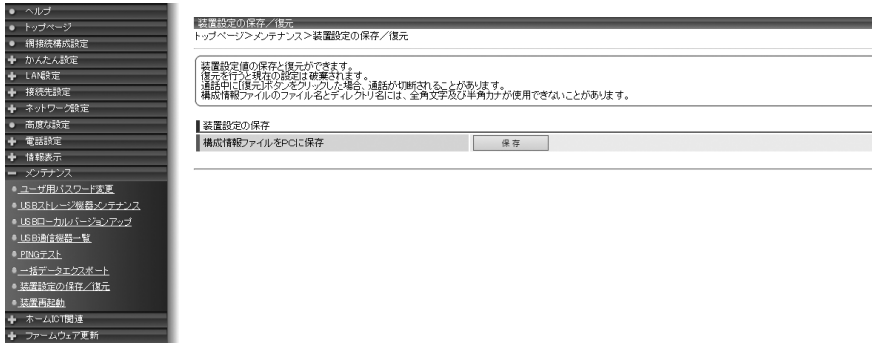 ヘルプ
トップページ
網接続構成設定
かんたん設定
LAN設定
接続先設定
ネットワーク設定
高度な設定
電話設定
情報表示
メンテナンス
ユーザ用パスワード変更
USBストレージ機器メンテナンス
USBローカルバージョンアップ
USB通信機器一覧
PINGテスト
一括データエクスポート
装置設定の保存／復元
装置再起動
ホームICT関連
ファームウェア更新
装置設定の保存／復元
トップページ＞メンテナンス＞装置設定の保存／復元
装置設定値の保存と復元ができます。
復元を行うと現在の設定は破棄されます。
通話中に[復元]ボタンをクリックした場合、通話が切断されることがあります。
構成情報ファイルのファイル名とディレクトリ名には、全角文字及び半角カナが使用できないことがあります。
装置設定の保存
構成情報ファイルをPCに保存
保存